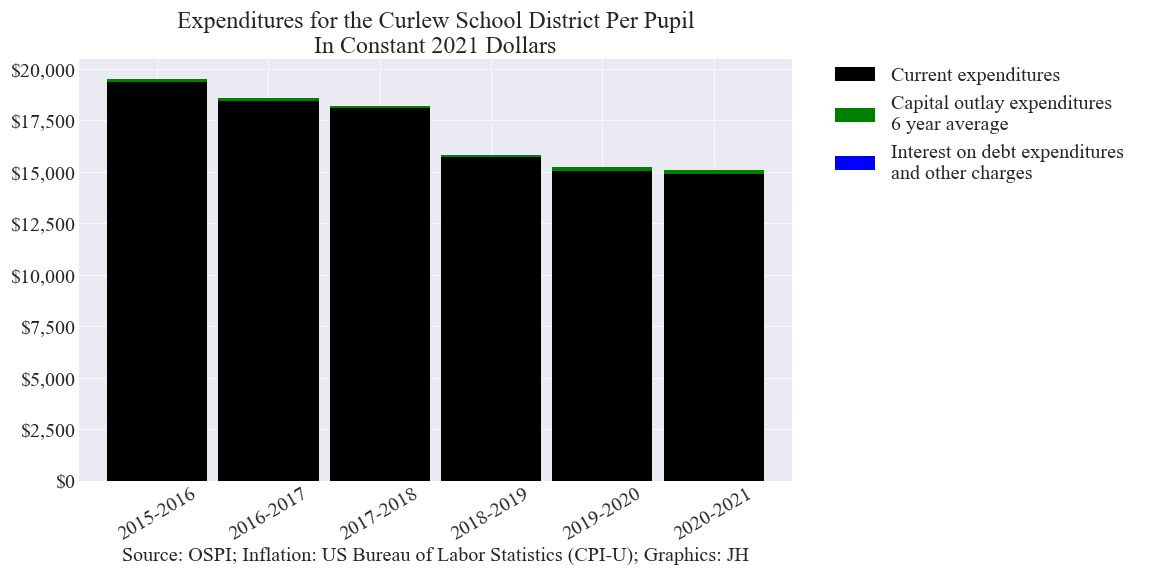 Expenditures for the Curlew School District Per Pupil
In Constant 2021 Dollars
$20,000
$17,500
$15,000
$12,500
$10,000
$7,500
$5,000
$2,500
$0
2015-2016
2016-2017
2017-2018
2018-2019
2019-2020
2020-2021
Source: OSPI; Inflation: US Bureau of Labor Statistics (CPI-U); Graphics: JH
Current expenditures
Capital outlay expenditures
6 year average
Interest on debt expenditures
and other charges